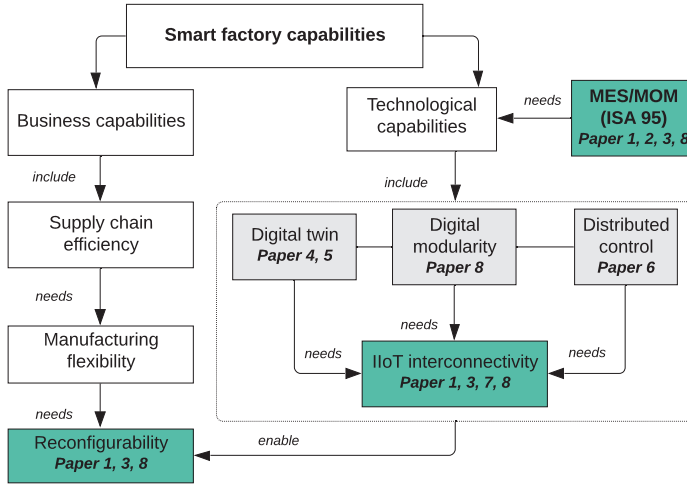 Smart factory capabilities
Business capabilities
Technological
capabilities
needs
MES/MOM
(ISA 95)
Paper 1, 2, 3, 8
include
include
Supply chain
efficiency
Digital twin
Paper 4, 5
Digital
modularity
Paper 8
Distributed
control
Paper 6
needs
Manufacturing
flexibility
needs
needs
needs
IIoT interconnectivity
Paper 1, 3, 7, 8
needs
Reconfigurability
Paper 1, 3, 8
enable